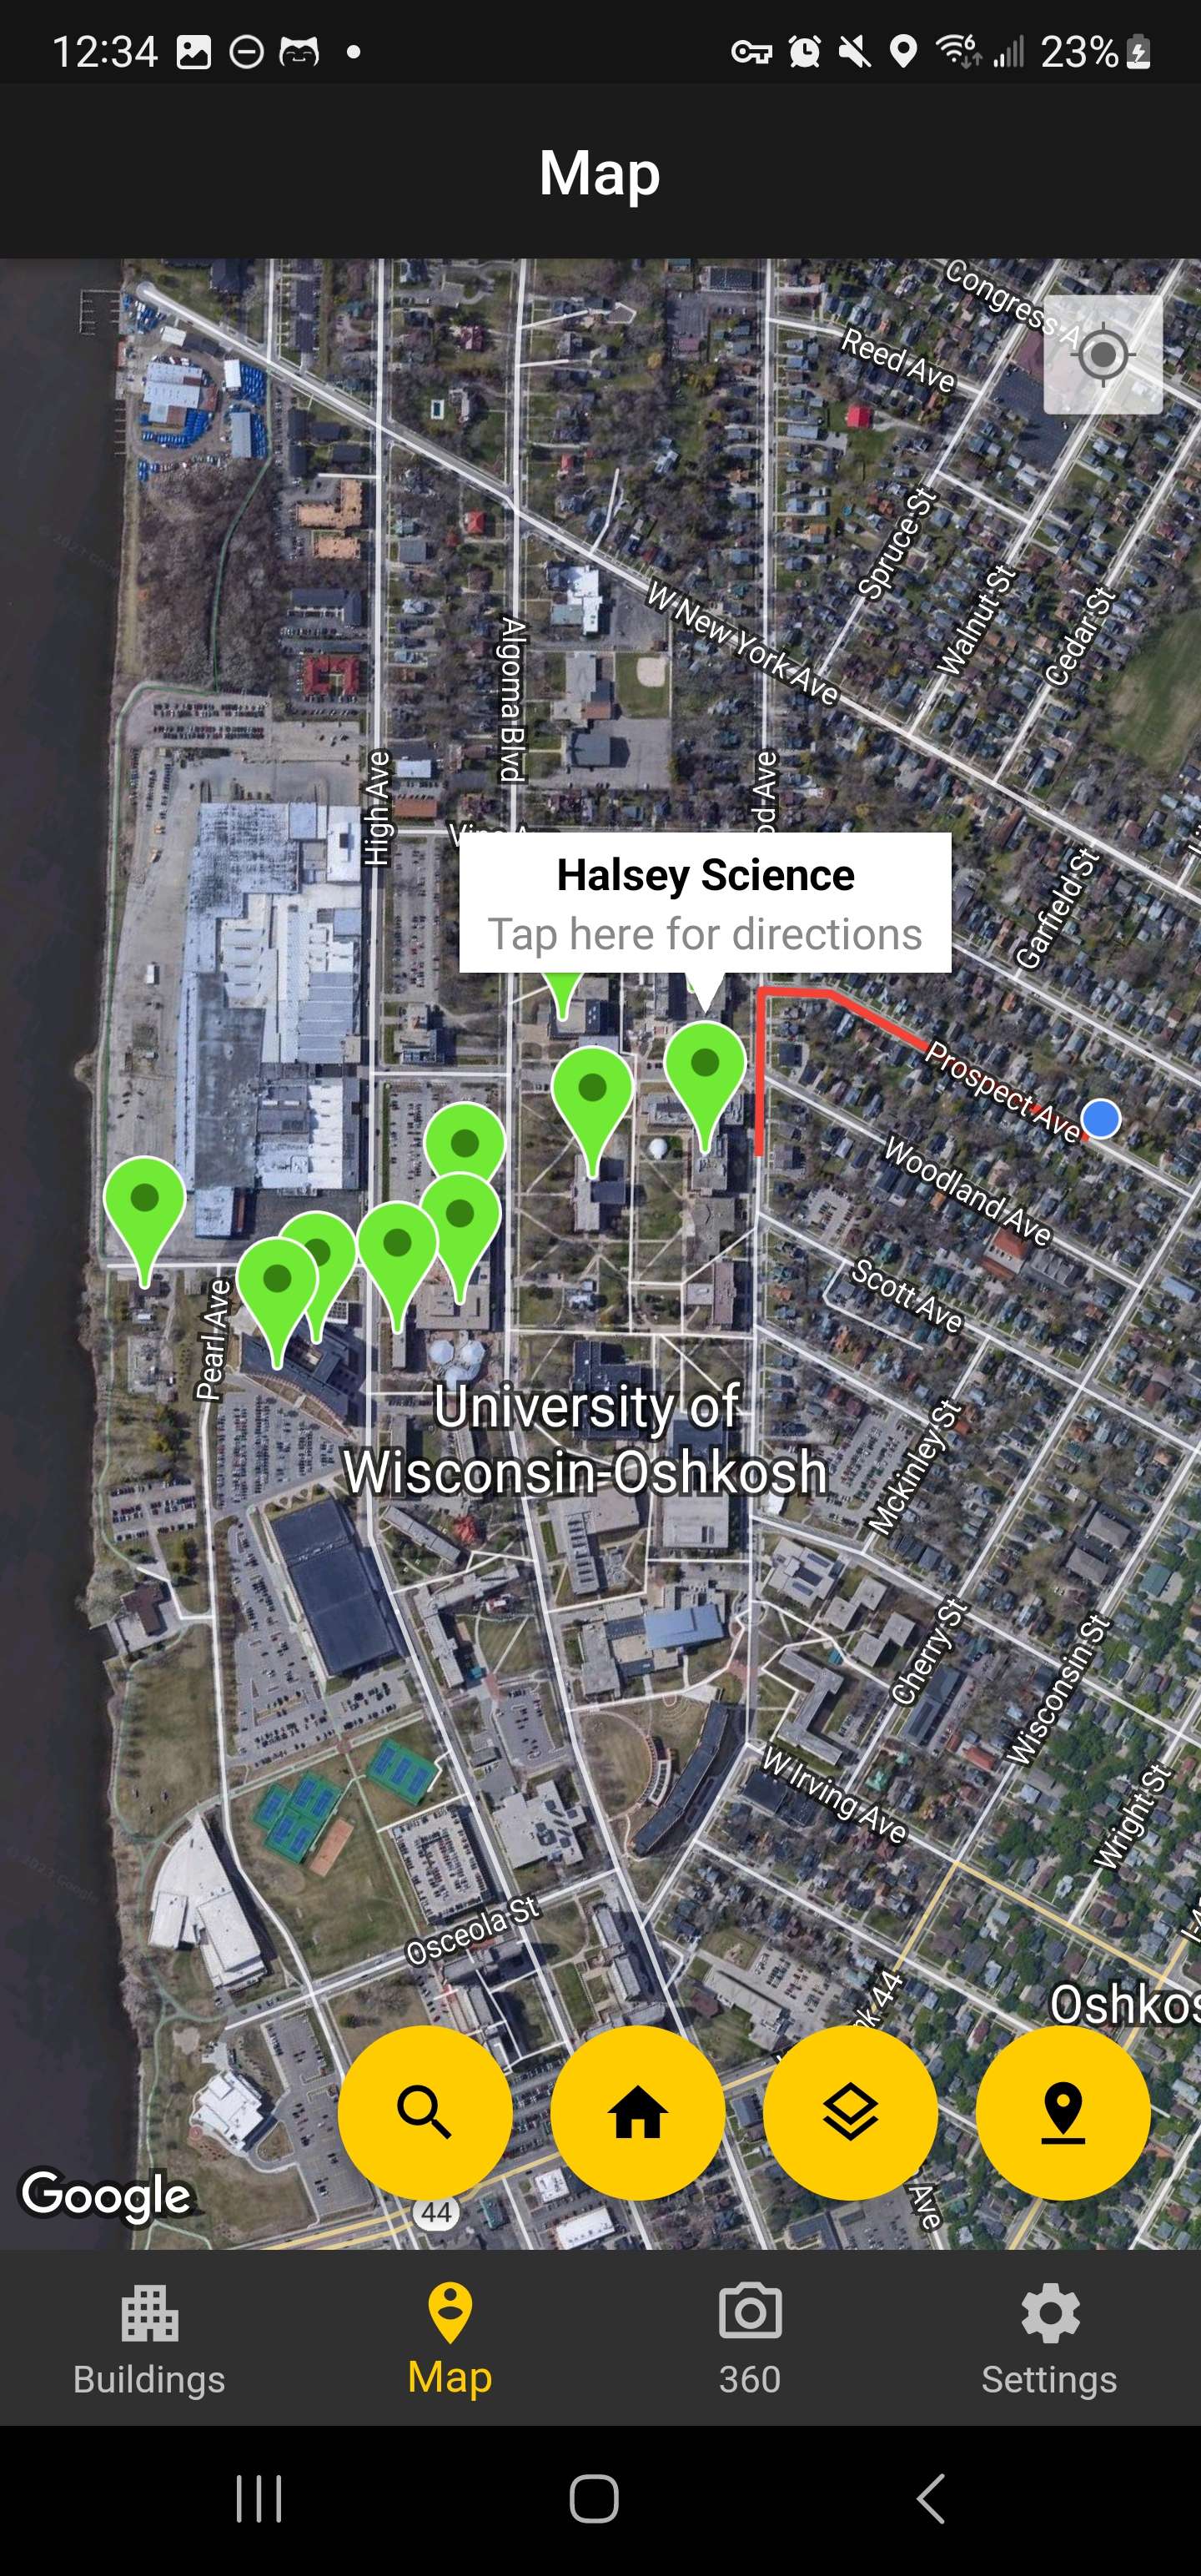 12:34
23%
Map
Congress A
Reed Ave
Spruce St
Walnut St
Cedar St
W New York Ave
Algoma Blvd
High Ave
od Ave
Garfield St
Halsey Science
Tap here for directions
Prospect Ave
Woodland Ave
Scott Ave
Pearl Ave
University of
Wisconsin-Oshkosh
Mckinley St
Cherry St
Wisconsin St
W Irving Ave
Wright St
Osceola St
Oshkos
44
Ave
44
Google
Buildings
Map
360
Settings